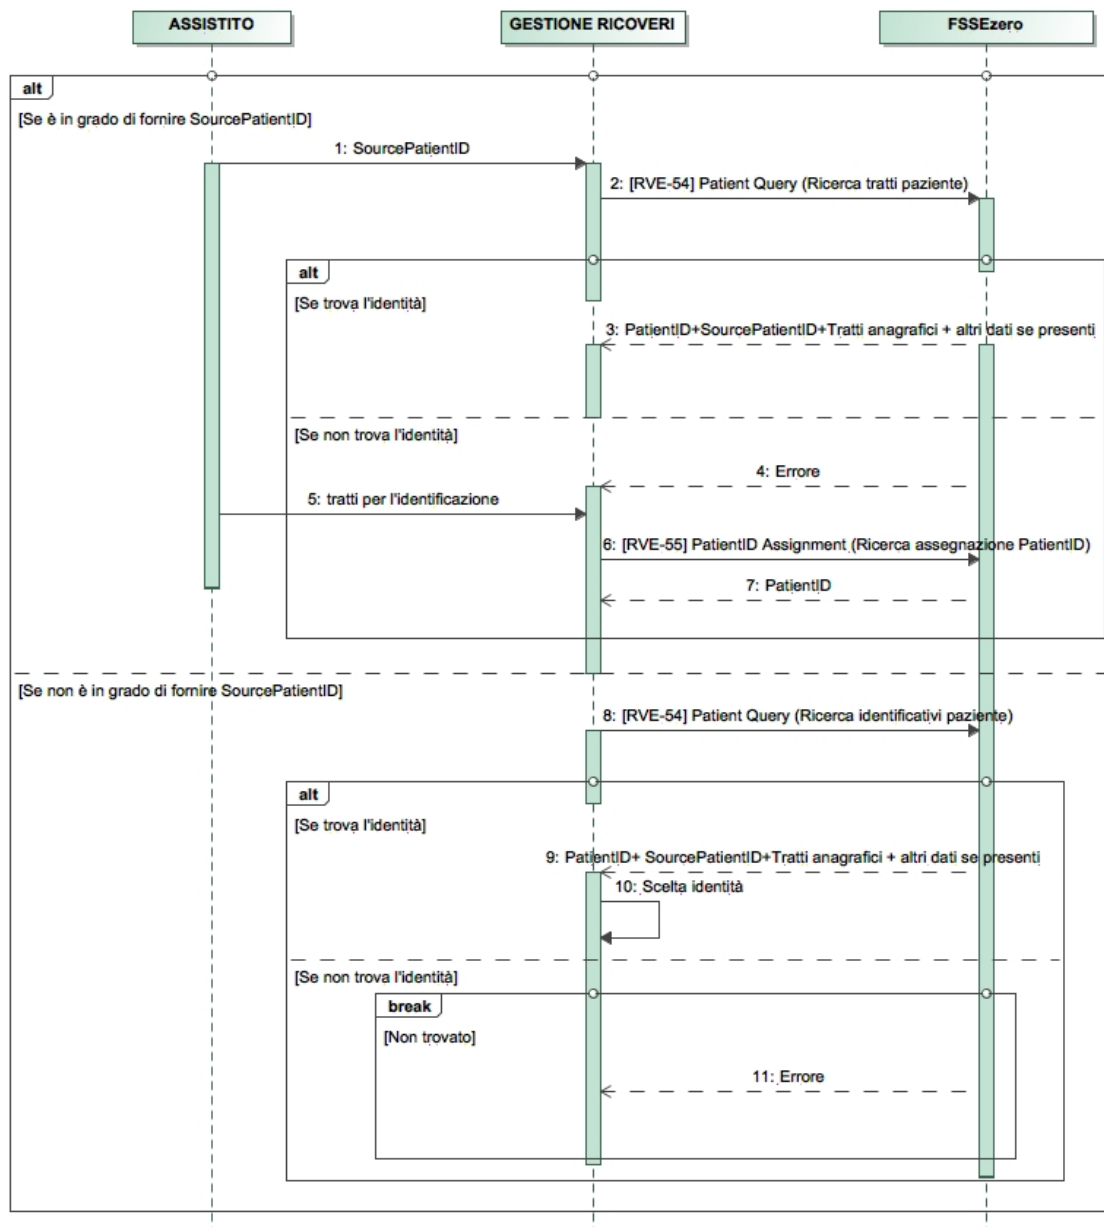 ASSISTITO
GESTIONE RICOVERI
FSSEzero
alt
[Se è in grado di fornire SourcePatientID]
1: SourcePatientID
2: [RVE-54] Patient Query (Ricerca tratti paziente)
alt
[Se trova l'identità]
3: PatientID+SourcePatientID+Tratti anagrafici + altri dati se presenti
[Se non trova l'identità]
4: Errore
5: tratti per l'identificazione
6: [RVE-55] PatientID Assignment (Ricerca assegnazione PatientID)
7: PatientID
[Se non è in grado di fornire SourcePatientID]
8: [RVE-54] Patient Query (Ricerca identificativi paziente)
alt
[Se trova l'identità]
9: PatientID+ SourcePatientID+Tratti anagrafici + altri dati se presenti
10: Scelta identità
[Se non trova l'identità]
break
[Non trovato]
11: Errore